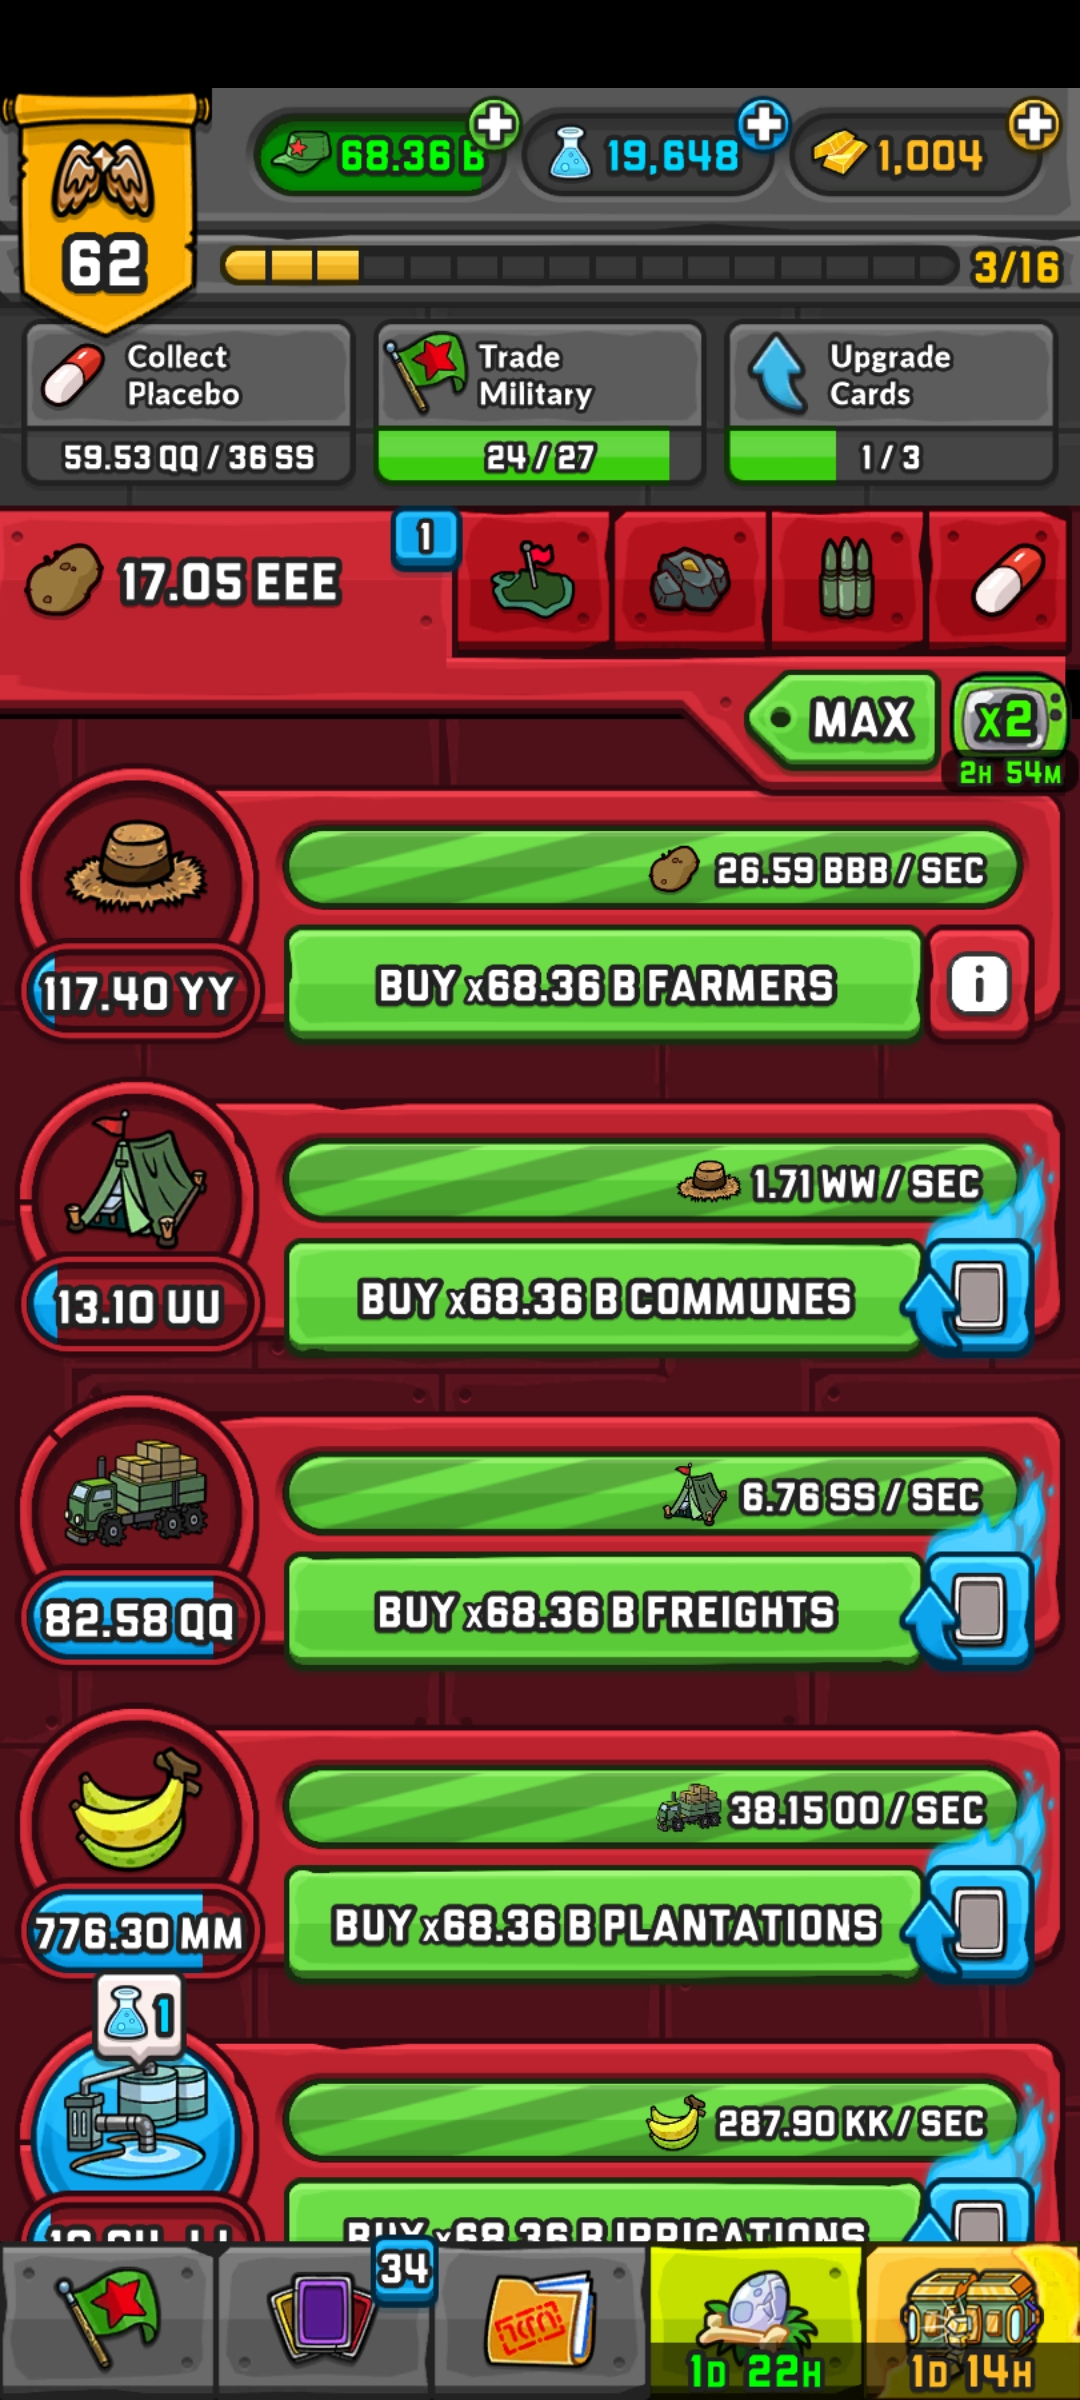 68.36 B
19,648
1,004
62
3/16
Collect
Placebo
59.53 QQ / 36 SS
Trade
Military
24 / 27
Upgrade
Cards
1 / 3
17.05 EEE
1
MAX
x2
2H 54M
26.59 BBB / SEC
117.40 YY
BUY x68.36 B FARMERS
i
1.71 WW / SEC
13.10 UU
BUY x68.36 B COMMUNES
6.76 SS / SEC
82.58 QQ
BUY x68.36 B FREIGHTS
38.15 OO / SEC
776.30 MM
BUY x68.36 B PLANTATIONS
1
287.90 KK / SEC
BUY x68.36 B IRRIGATIONS
34
1D 22H
1D 14H